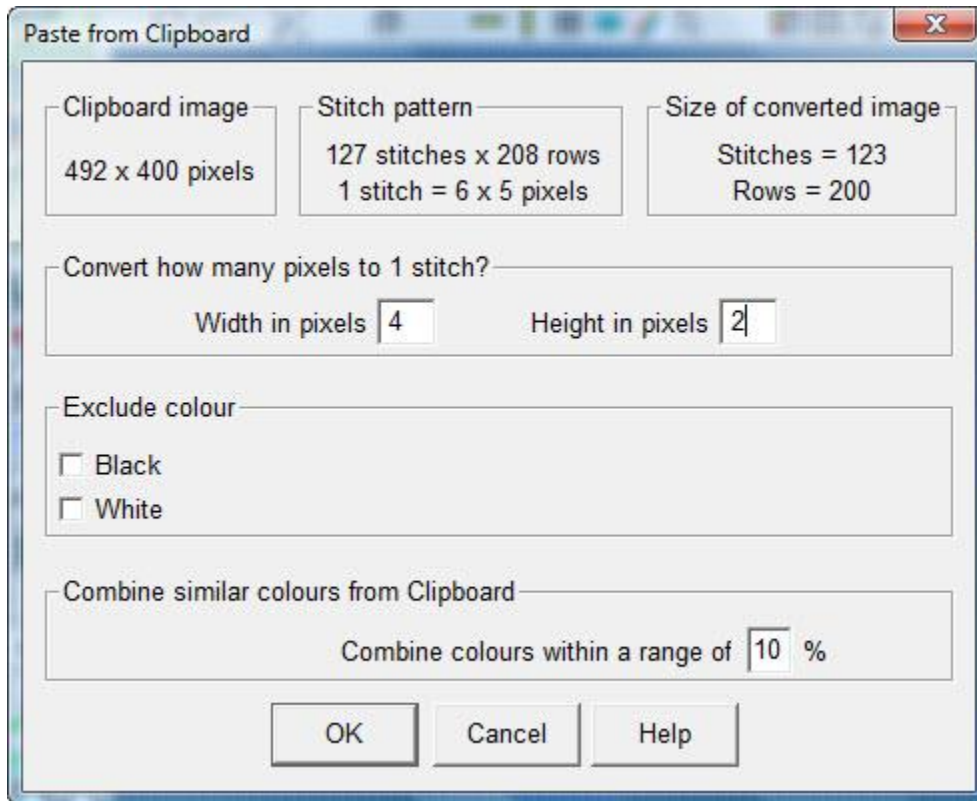 Paste from Clipboard
Clipboard image
492 x 400 pixels
Stitch pattern
127 stitches x 208 rows
1 stitch = 6 x 5 pixels
Size of converted image
Stitches = 123
Rows = 200
Convert how many pixels to 1 stitch?
Width in pixels 4 Height in pixels 2
Exclude colour
Black
White
Combine similar colours from Clipboard
Combine colours within a range of 10 %
OK Cancel Help